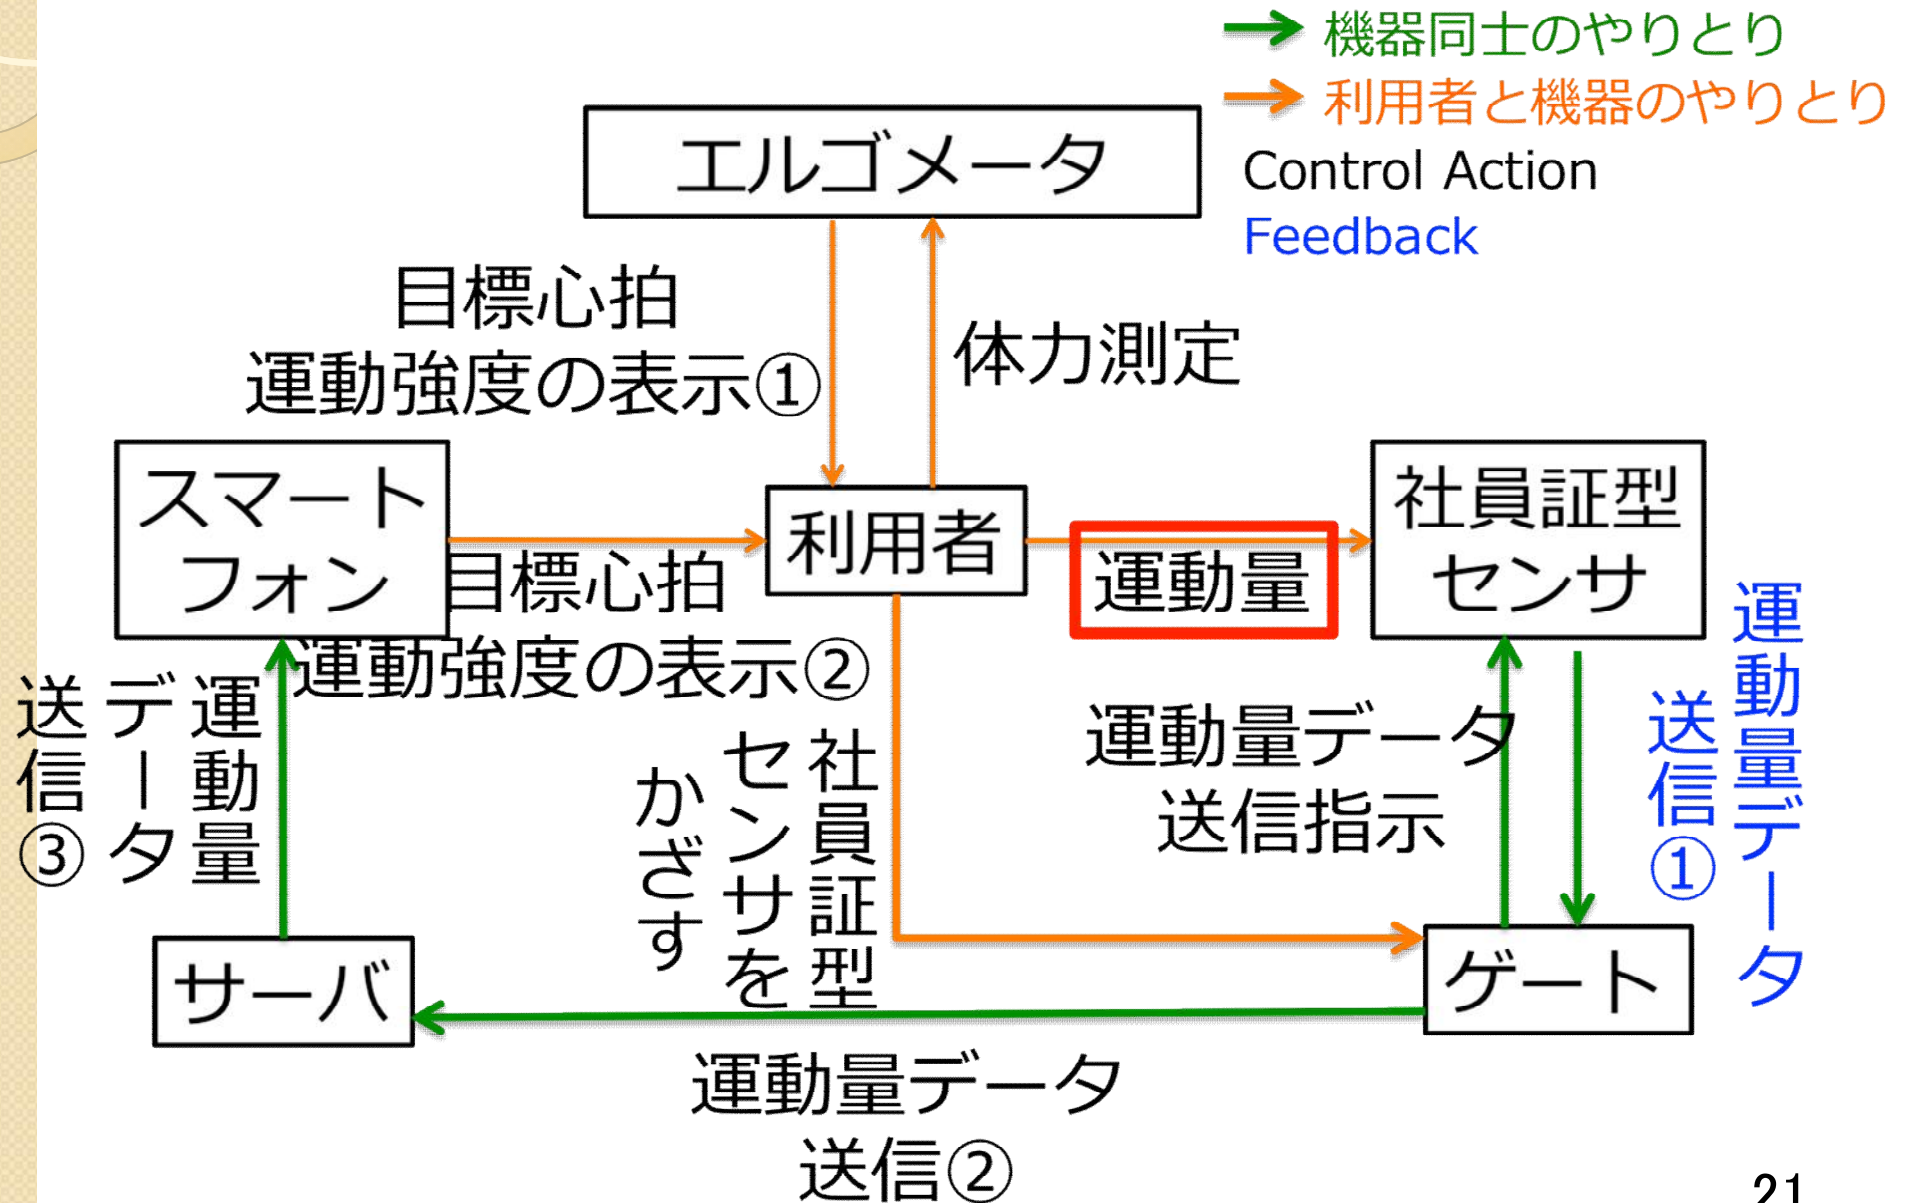 機器同士のやりとり
利用者と機器のやりとり
Control Action
Feedback
エルゴメータ
目標心拍
運動強度の表示①
体力測定
スマート
フォン
利用者
社員証型
センサ
目標心拍
運動強度の表示②
運動量
運動量データ
送信①
運動量データ
送信指示
運動量
データ
送信③
社員証型
センサを
かざす
サーバ
ゲート
運動量データ
送信②
21